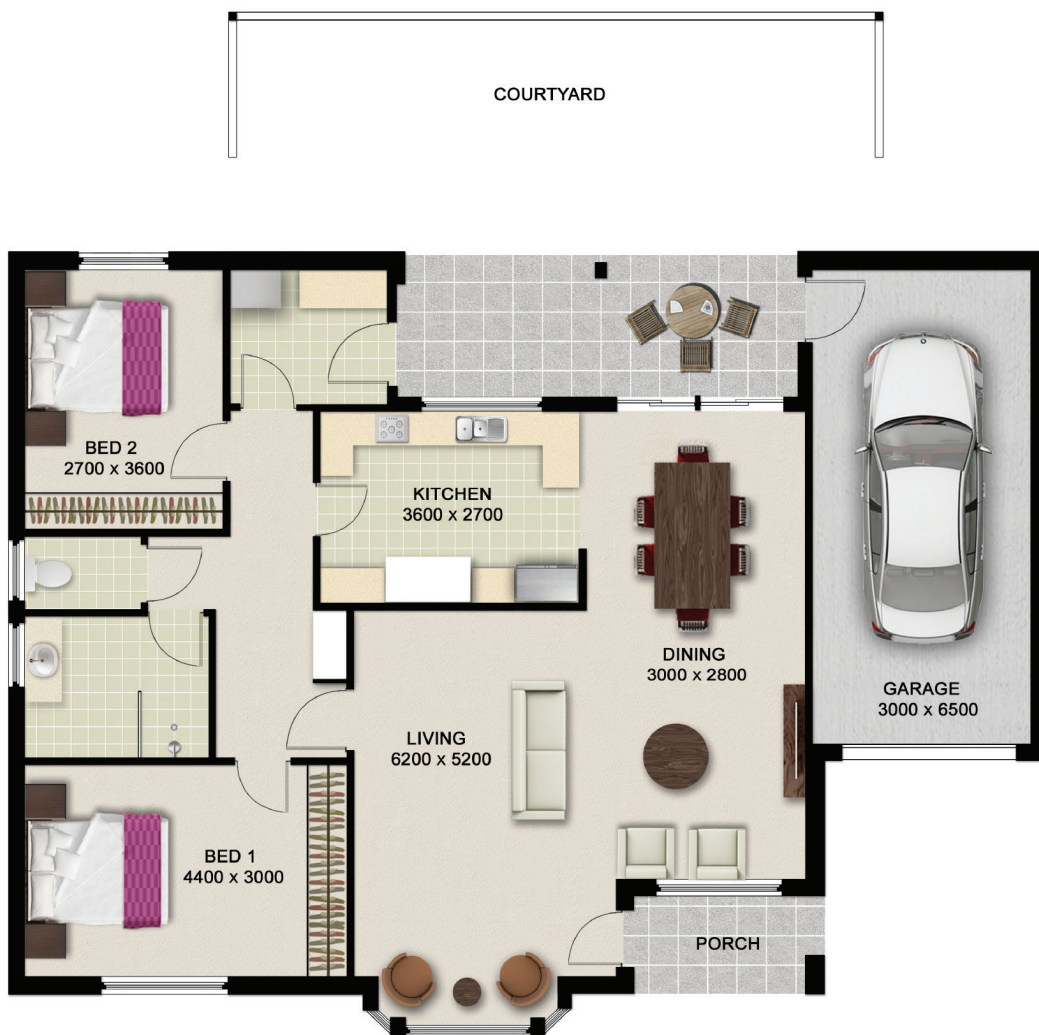 COURTYARD
BED 2
2700 x 3600
KITCHEN
3600 x 2700
DINING
3000 x 2800
GARAGE
3000 x 6500
LIVING
6200 x 5200
BED 1
4400 x 3000
PORCH